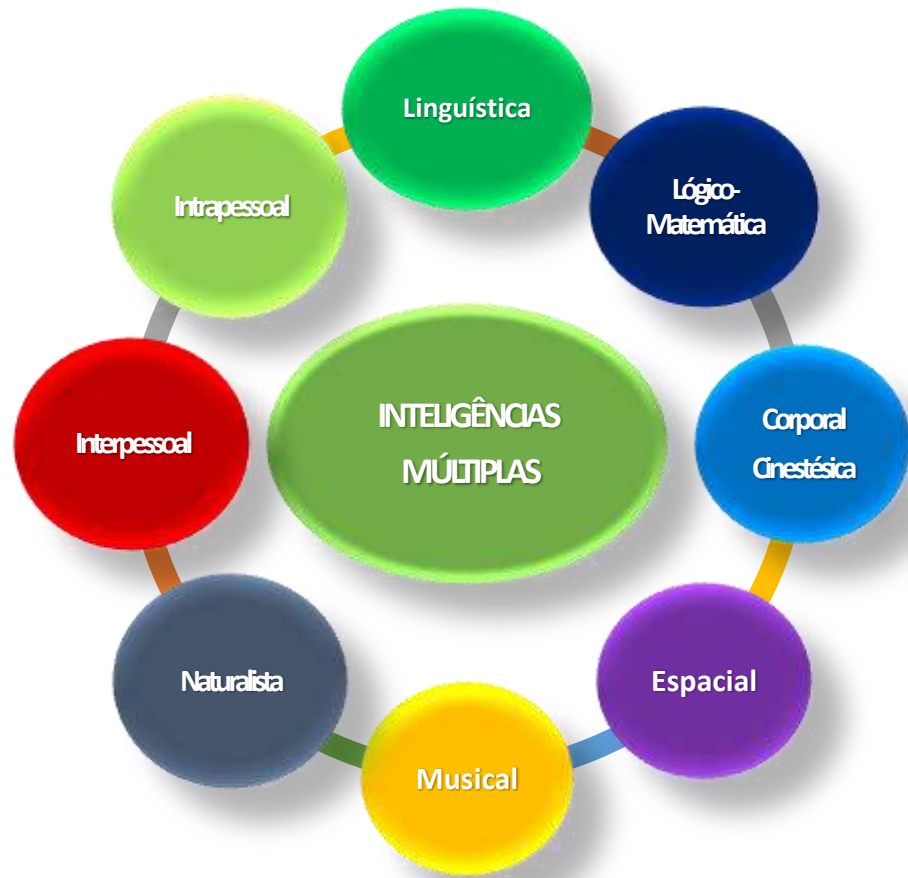 Linguística
Lógico-
Matemática
Intrapessoal
INTELIGÊNCIAS
MÚLTIPLAS
Corporal
Cinestésica
Interpessoal
Espacial
Naturalista
Musical